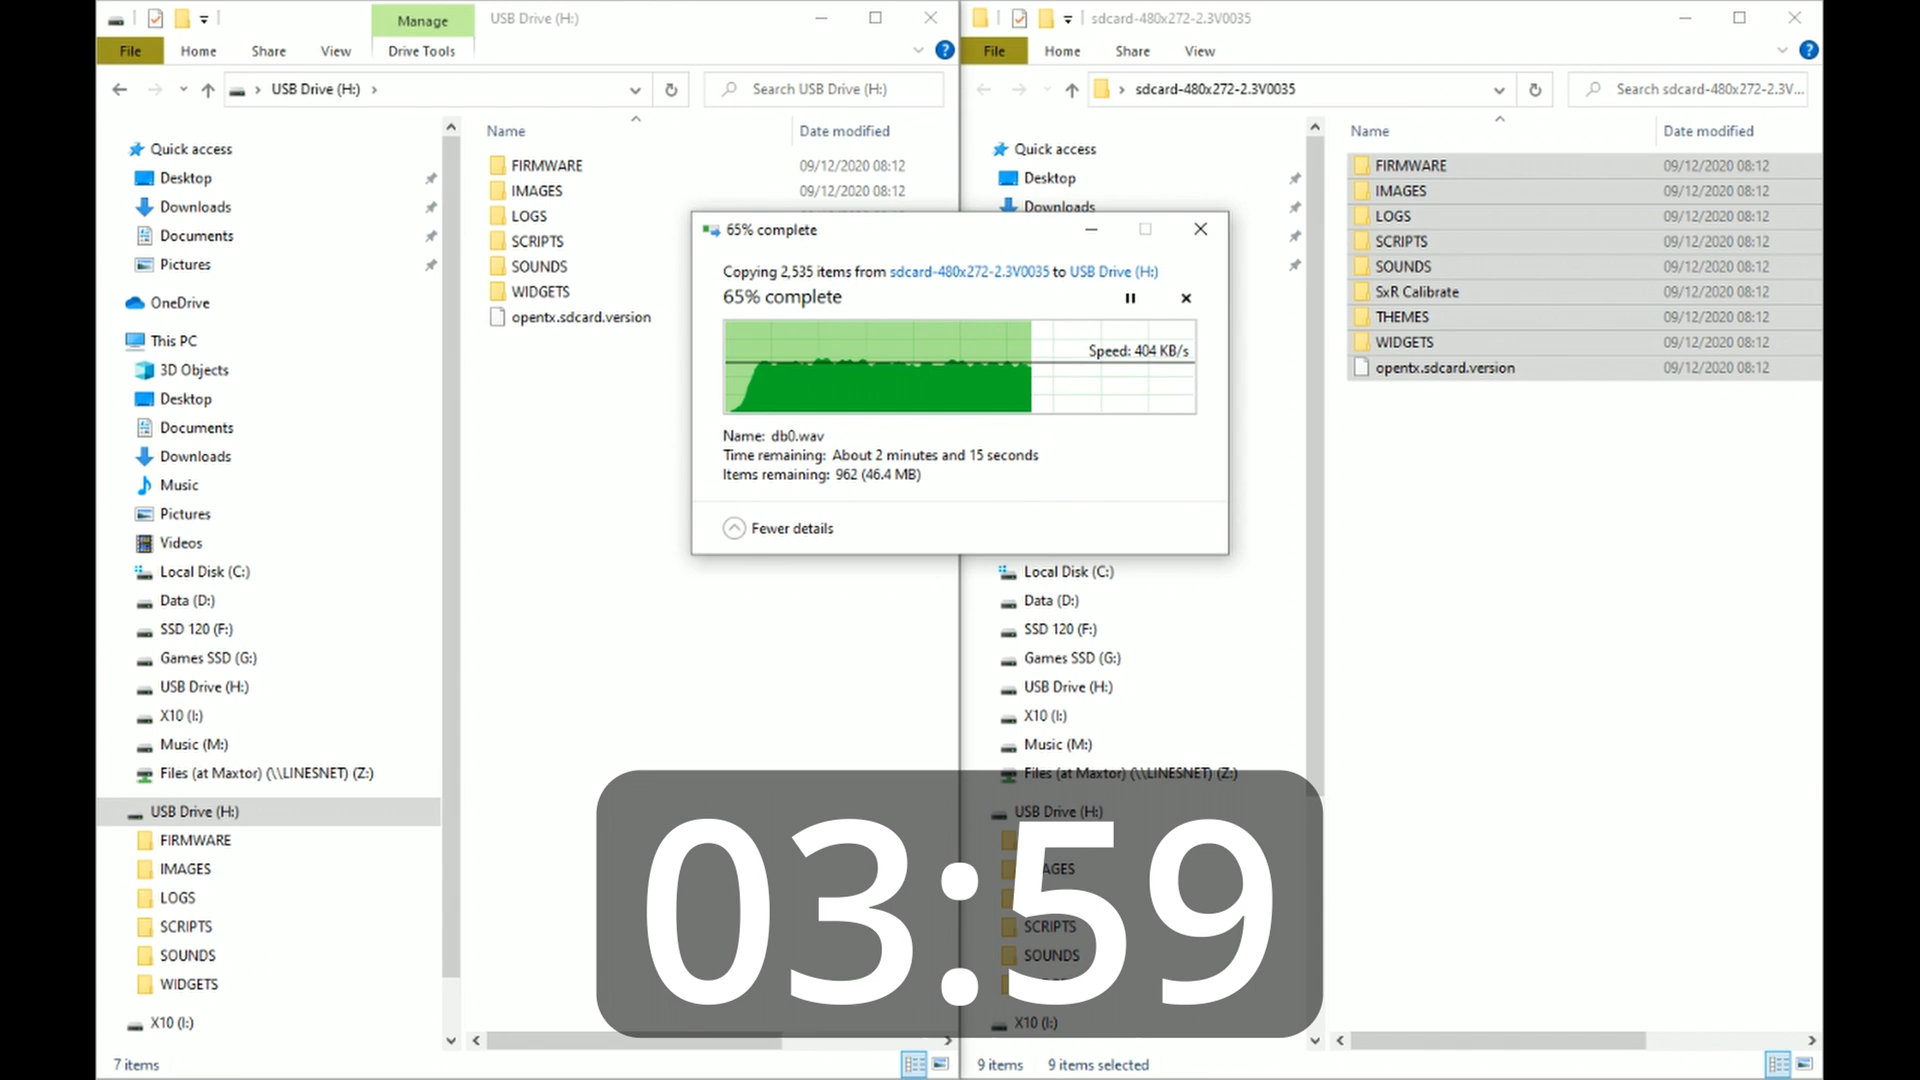 Manage
USB Drive (H:)
File
Home
Share
View
Drive Tools
USB Drive (H:)
Search USB Drive (H:)
Quick access
Desktop
Downloads
Documents
Pictures
OneDrive
This PC
3D Objects
Desktop
Documents
Downloads
Music
Pictures
Videos
Local Disk (C:)
Data (D:)
SSD 120 (F:)
Games SSD (G:)
USB Drive (H:)
X10 (I:)
Music (M:)
Files (at Maxtor) (\\LINESNET) (Z:)
USB Drive (H:)
FIRMWARE
IMAGES
LOGS
SCRIPTS
SOUNDS
WIDGETS
X10 (I:)
7 items
Name
Date modified
FIRMWARE 09/12/2020 08:12
IMAGES 09/12/2020 08:12
LOGS
SCRIPTS
SOUNDS
WIDGETS
opentx.sdcard.version
65% complete
Copying 2,535 items from sdcard-480x272-2.3V0035 to USB Drive (H:)
65% complete
Speed: 404 KB/s
Name: db0.wav
Time remaining: About 2 minutes and 15 seconds
Items remaining: 962 (46.4 MB)
Fewer details
sdcard-480x272-2.3V0035
File
Home
Share
View
sdcard-480x272-2.3V0035
Search sdcard-480x272-2.3V...
Quick access
Desktop
Downloads
Local Disk (C:)
Data (D:)
SSD 120 (F:)
Games SSD (G:)
USB Drive (H:)
X10 (I:)
Music (M:)
Files (at Maxtor) (\\LINESNET) (Z:)
USB Drive (H:)
AGES
SCRIPTS
SOUNDS
X10 (I:)
9 items
9 items selected
Name
Date modified
FIRMWARE 09/12/2020 08:12
IMAGES 09/12/2020 08:12
LOGS 09/12/2020 08:12
SCRIPTS 09/12/2020 08:12
SOUNDS 09/12/2020 08:12
SxR Calibrate 09/12/2020 08:12
THEMES 09/12/2020 08:12
WIDGETS 09/12/2020 08:12
opentx.sdcard.version 09/12/2020 08:12
03:59